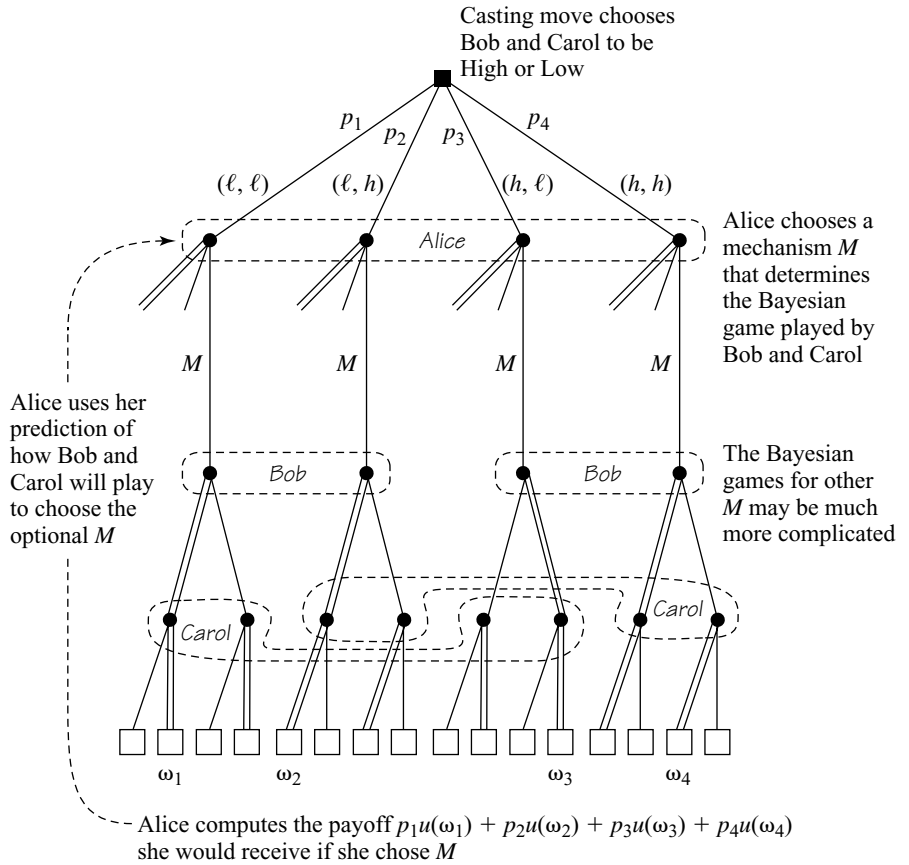 Casting move chooses
Bob and Carol to be
High or Low
p1
p2
p3
p4
(ℓ, ℓ)
(ℓ, h)
(h, ℓ)
(h, h)
Alice
Alice chooses a
mechanism M
that determines
the Bayesian
game played by
Bob and Carol
M
M
M
M
Alice uses her
prediction of
how Bob and
Carol will play
to choose the
optional M
Bob
Bob
The Bayesian
games for other
M may be much
more complicated
Carol
Carol
ω1
ω2
ω3
ω4
Alice computes the payoff p1u(ω1) + p2u(ω2) + p3u(ω3) + p4u(ω4)
she would receive if she chose M